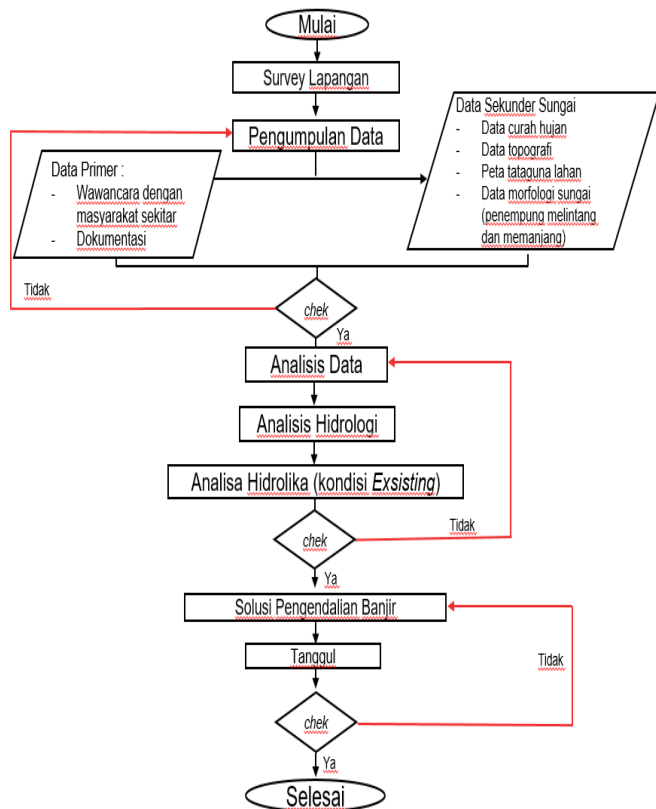 Mulai
Survey Lapangan
Pengumpulan Data
Data Primer :
- Wawancara dengan
masyarakat sekitar
- Dokumentasi
Data Sekunder Sungai
- Data curah hujan
- Data topografi
- Peta tataguna lahan
- Data morfologi sungai
(penempung melintang
dan memanjang)
Tidak
chek
Ya
Analisis Data
Analisis Hidrologi
Analisa Hidrolika (kondisi Exsisting)
chek
Tidak
Ya
Solusi Pengendalian Banjir
Tanggul
Tidak
chek
Ya
Selesai